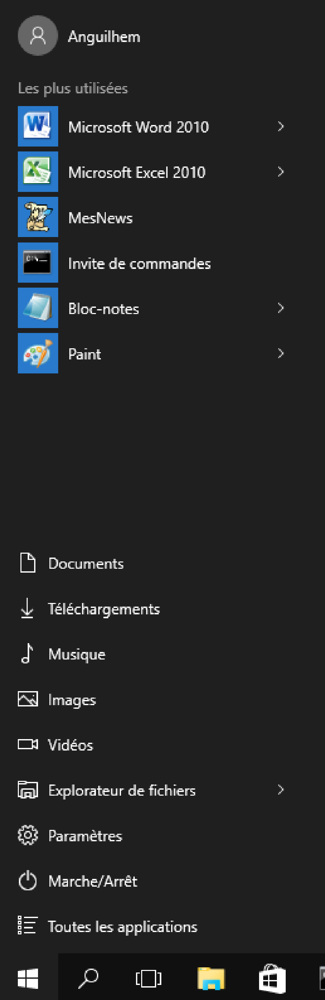 Anguilhem
Les plus utilisées
Microsoft Word 2010
Microsoft Excel 2010
MesNews
Invite de commandes
Bloc-notes
Paint
Documents
Téléchargements
Musique
Images
Vidéos
Explorateur de fichiers
Paramètres
Marche/Arrêt
Toutes les applications